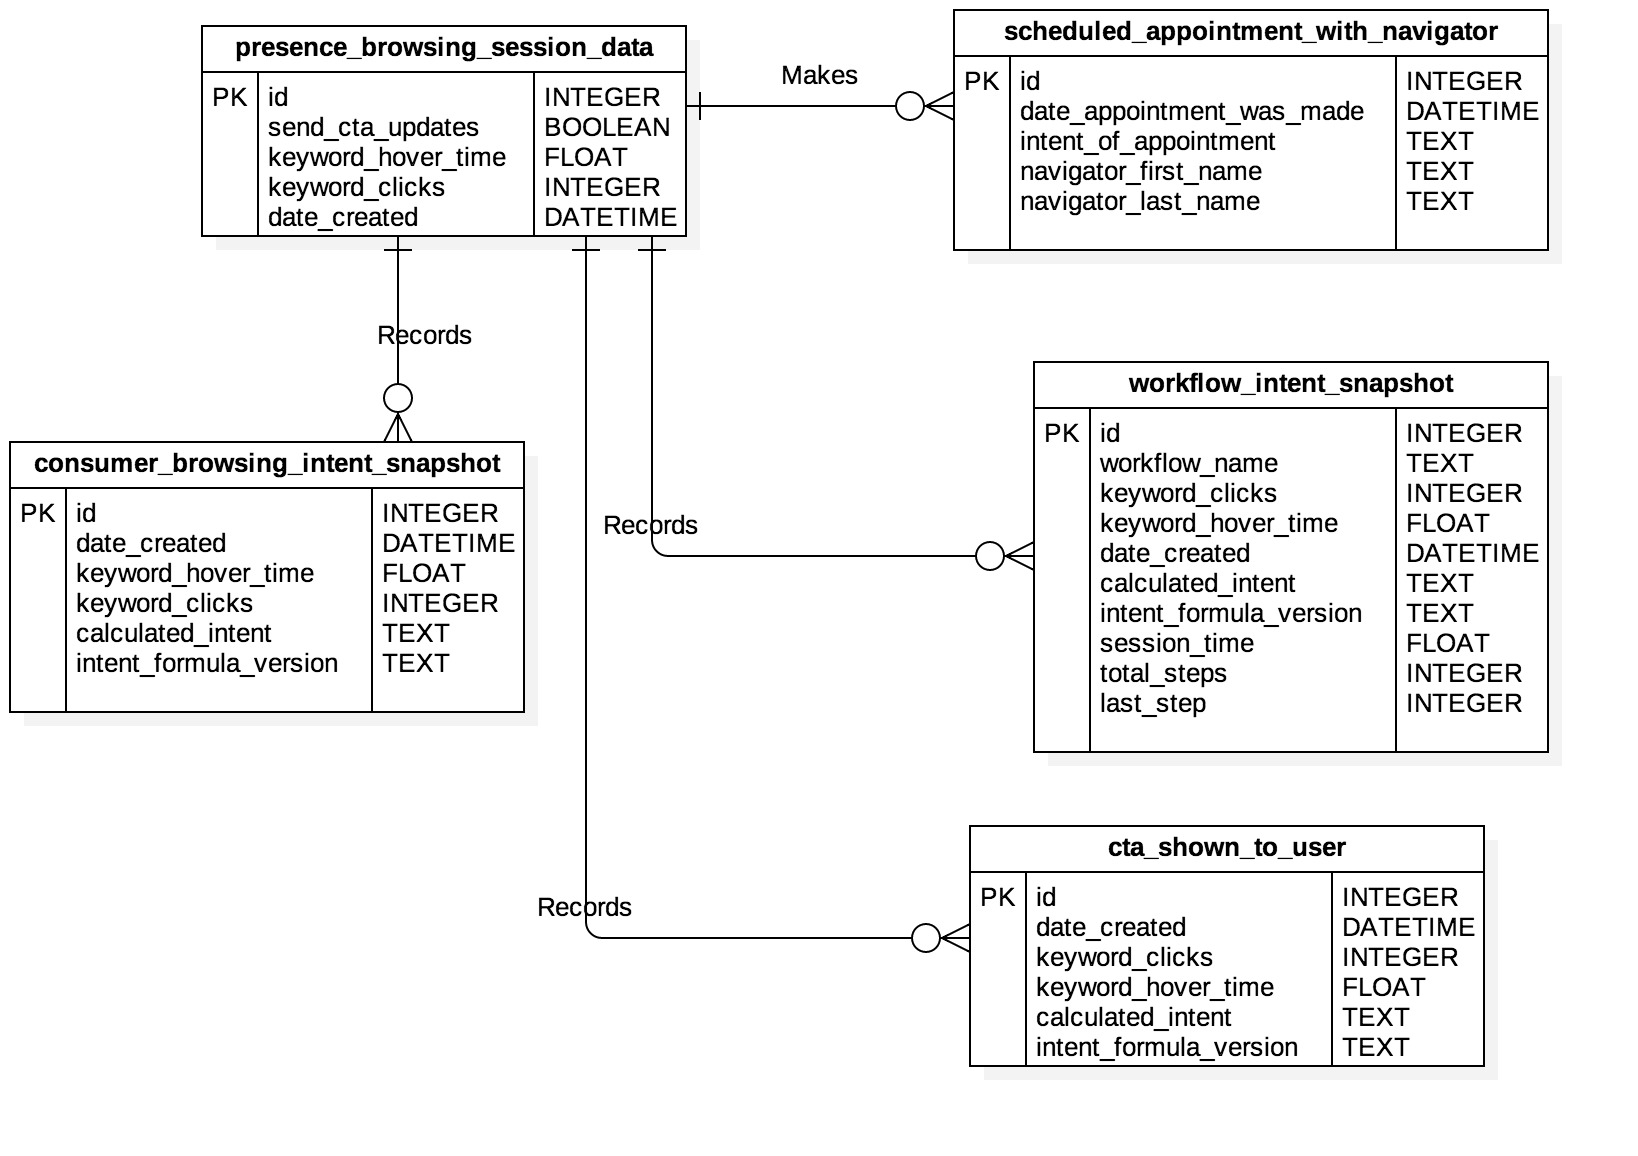 presence_browsing_session_data
PK id INTEGER
send_cta_updates BOOLEAN
keyword_hover_time FLOAT
keyword_clicks INTEGER
date_created DATETIME
Makes
scheduled_appointment_with_navigator
PK id INTEGER
date_appointment_was_made DATETIME
intent_of_appointment TEXT
navigator_first_name TEXT
navigator_last_name TEXT
Records
consumer_browsing_intent_snapshot
PK id INTEGER
date_created DATETIME
keyword_hover_time FLOAT
keyword_clicks INTEGER
calculated_intent TEXT
intent_formula_version TEXT
Records
workflow_intent_snapshot
PK id INTEGER
workflow_name TEXT
keyword_clicks INTEGER
keyword_hover_time FLOAT
date_created DATETIME
calculated_intent TEXT
intent_formula_version TEXT
session_time FLOAT
total_steps INTEGER
last_step INTEGER
Records
cta_shown_to_user
PK id INTEGER
date_created DATETIME
keyword_clicks INTEGER
keyword_hover_time FLOAT
calculated_intent TEXT
intent_formula_version TEXT